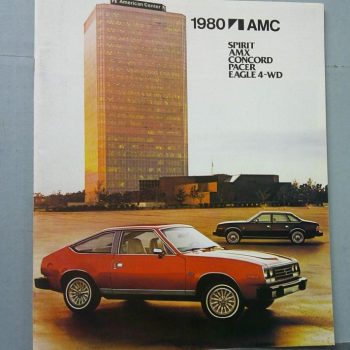 American Center
1980 AMC
SPIRIT
AMX
CONCORD
PACER
EAGLE 4-WD